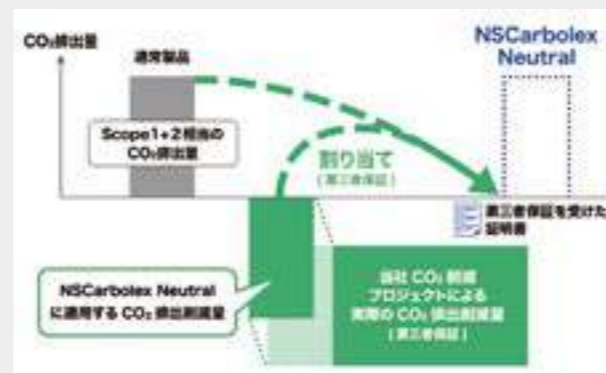 CO₂排出量
通常製品
NSCarbolex
Neutral
Scope1+2相当の
CO₂排出量
割り当て
(第三者保証)
第三者保証を受けた
証明書
NSCarbolex Neutral
に適用するCO₂排出削減量
当社CO₂削減
プロジェクトによる
実際のCO₂排出削減量
(第三者保証)